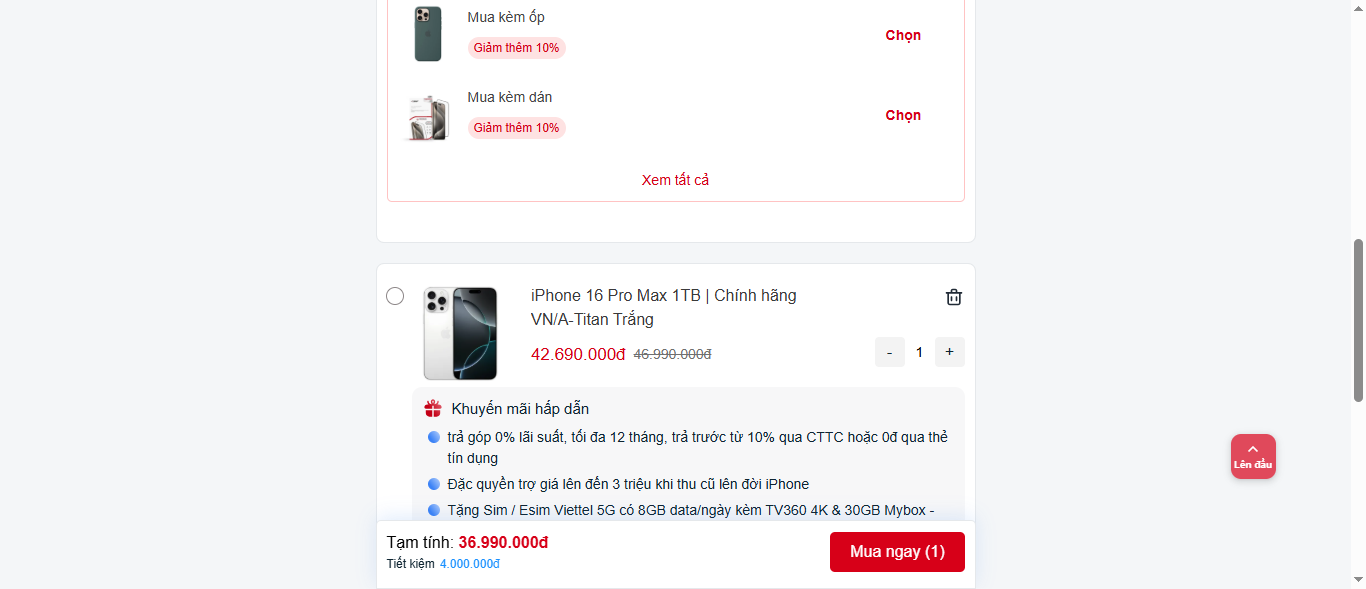 Mua kèm ốp
Giảm thêm 10%
Chọn
Mua kèm dán
Giảm thêm 10%
Chọn
Xem tất cả
iPhone 16 Pro Max 1TB | Chính hãng
VN/A-Titan Trắng
42.690.000đ 46.990.000đ
- 1 +
Khuyến mãi hấp dẫn
trả góp 0% lãi suất, tối đa 12 tháng, trả trước từ 10% qua CTTC hoặc 0đ qua thẻ
tín dụng
Đặc quyền trợ giá lên đến 3 triệu khi thu cũ lên đời iPhone
Tặng Sim / Esim Viettel 5G có 8GB data/ngày kèm TV360 4K & 30GB Mybox -
Lên đầu
Tạm tính: 36.990.000đ
Tiết kiệm 4.000.000đ
Mua ngay (1)